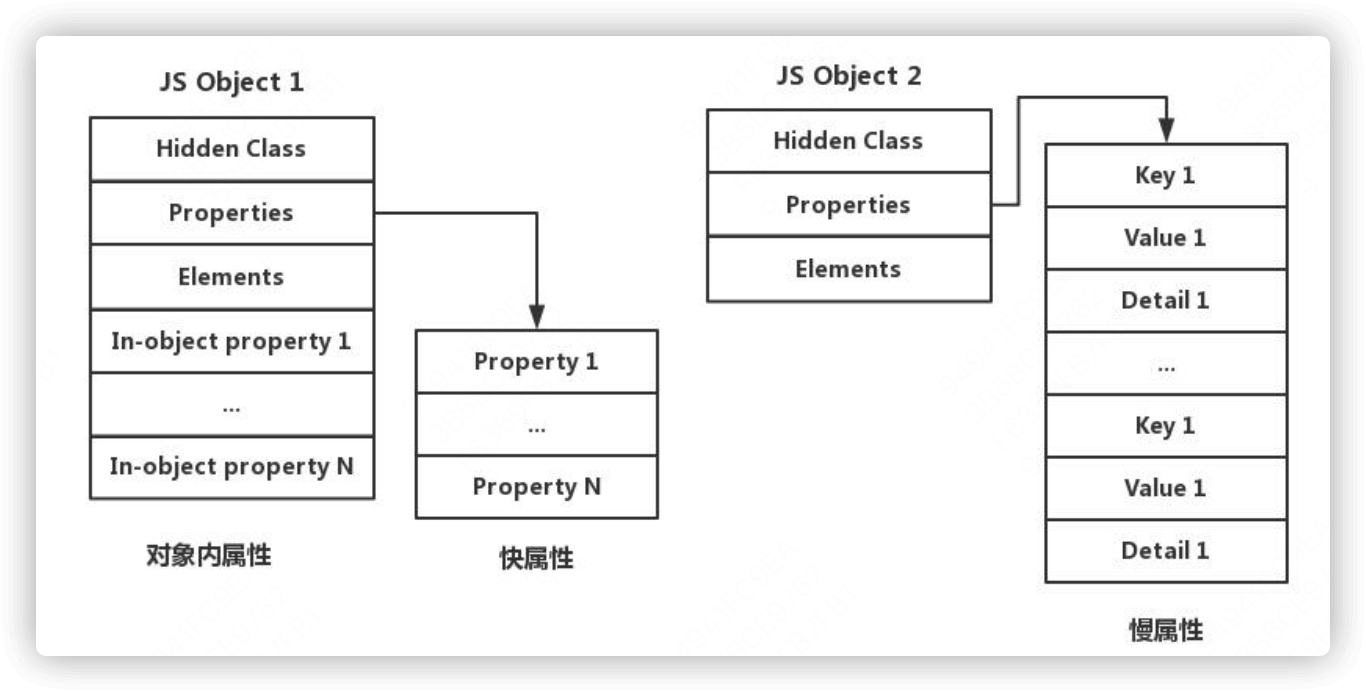 JS Object 1
Hidden Class
Properties
Elements
In-object property 1
...
In-object property N
对象内属性
Property 1
...
Property N
快属性
JS Object 2
Hidden Class
Properties
Elements
Key 1
Value 1
Detail 1
...
Key 1
Value 1
Detail 1
慢属性